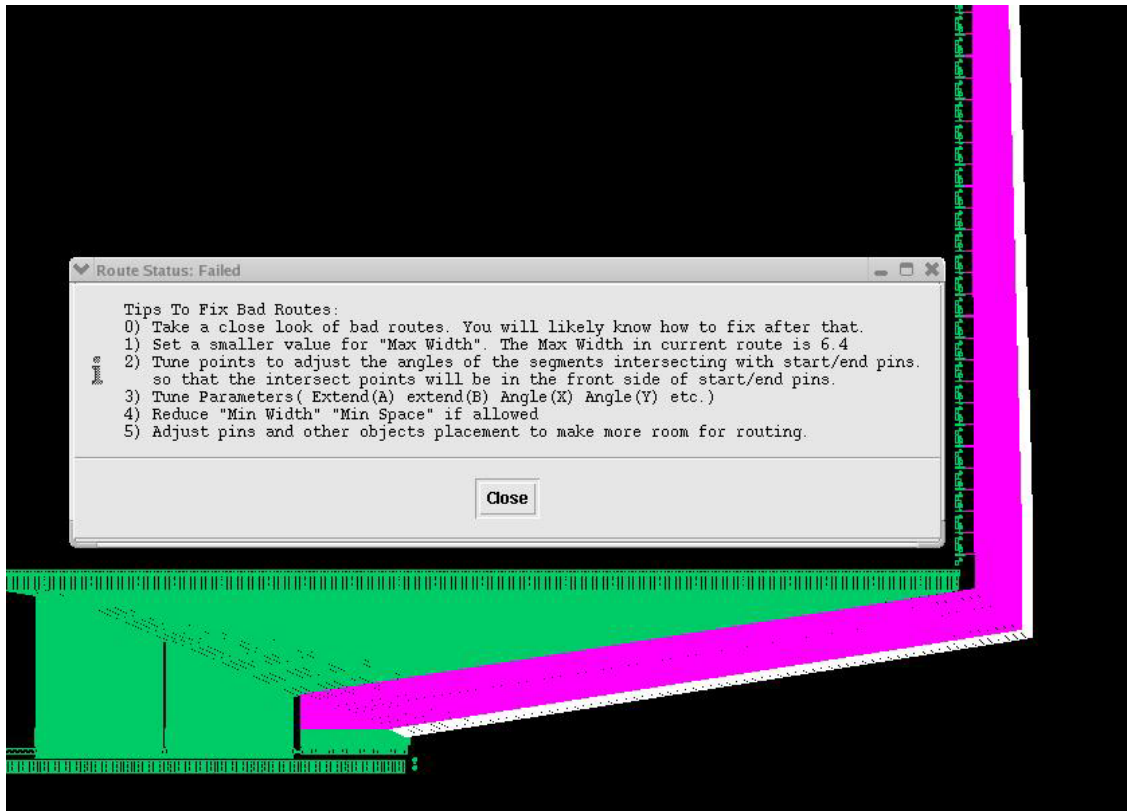 Route Status: Failed
Tips To Fix Bad Routes:
0) Take a close look of bad routes. You will likely know how to fix after that.
1) Set a smaller value for "Max Width". The Max Width in current route is 6.4
2) Tune points to adjust the angles of the segments intersecting with start/end pins.
so that the intersect points will be in the front side of start/end pins.
3) Tune Parameters( Extend(A) extend(B) Angle(X) Angle(Y) etc.)
4) Reduce "Min Width" "Min Space" if allowed
5) Adjust pins and other objects placement to make more room for routing.
Close